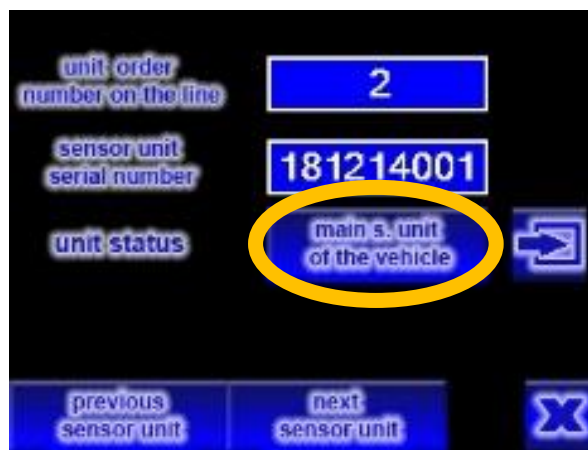 unit order
number on the line
2
sensor unit
serial number
181214001
unit status
main s. unit
of the vehicle
previous
sensor unit
next
sensor unit
X